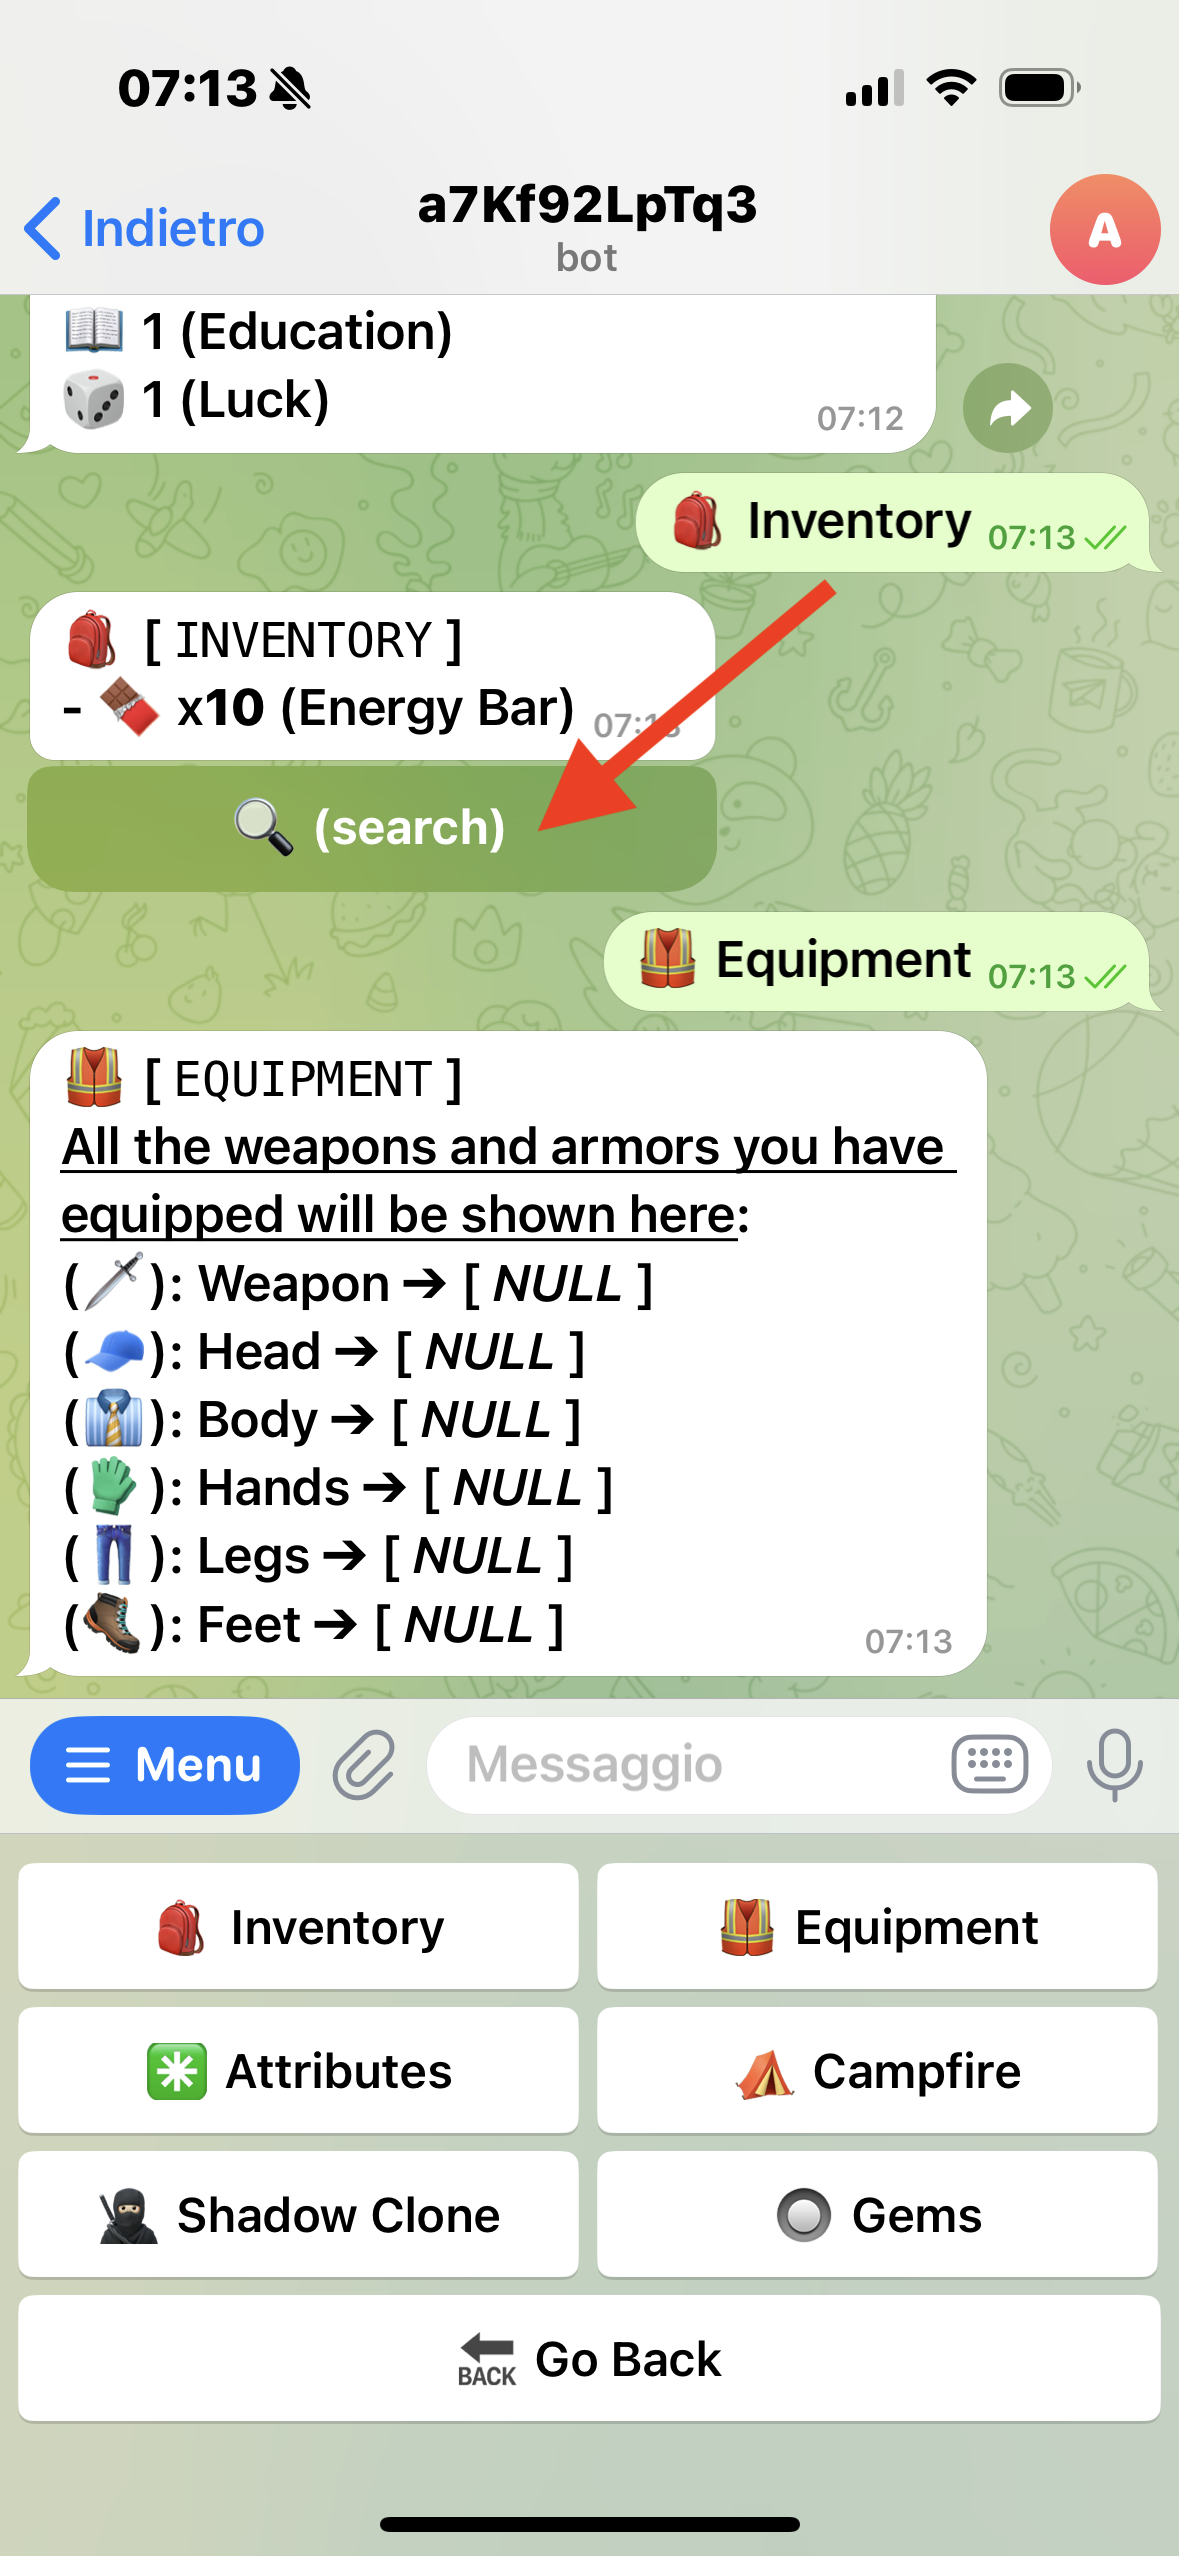 07:13
Indietro
a7Kf92LpTq3
bot
A
📖 1 (Education)
🎲 1 (Luck)
07:12
🎒 Inventory 07:13
🎒 [INVENTORY]
- 🍫 x10 (Energy Bar)
🔍 (search)
🦺 Equipment 07:13
🦺 [EQUIPMENT]
All the weapons and armors you have
equipped will be shown here:
(🗡): Weapon ➔ [ NULL ]
(🧢): Head ➔ [ NULL ]
(👔): Body ➔ [ NULL ]
(🧤): Hands ➔ [ NULL ]
(👖): Legs ➔ [ NULL ]
(🥾): Feet ➔ [ NULL ]
07:13
Menu
Messaggio
🎒 Inventory
🦺 Equipment
✳️ Attributes
⛺ Campfire
🥷 Shadow Clone
🔘 Gems
🔙 Go Back